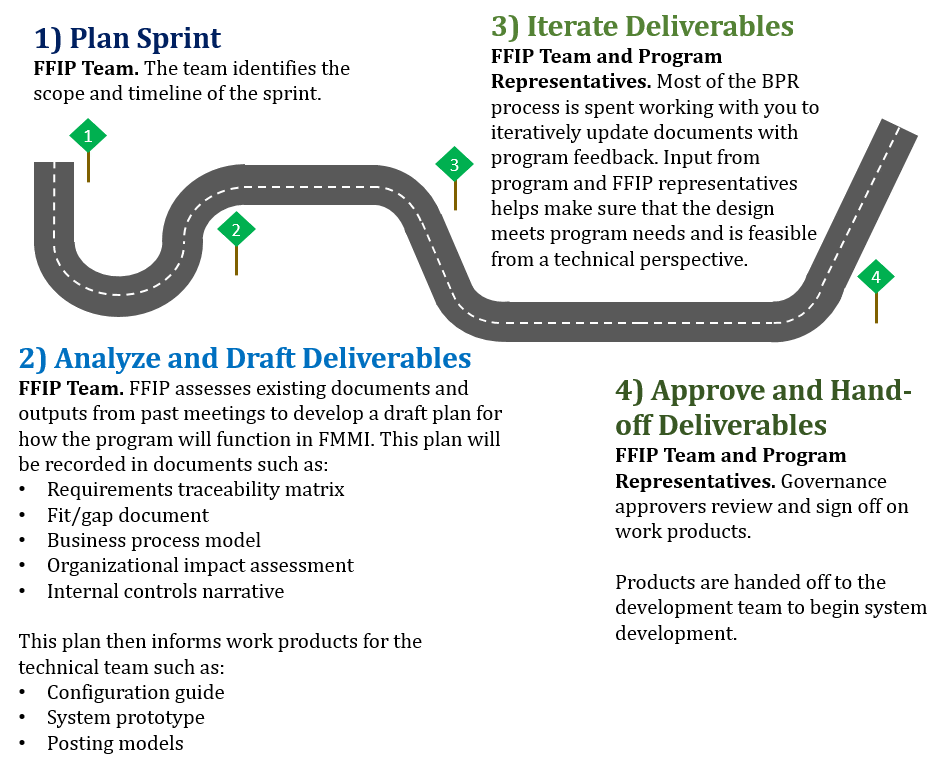 1) Plan Sprint
FFIP Team. The team identifies the
scope and timeline of the sprint.
1
2
3) Iterate Deliverables
FFIP Team and Program
Representatives. Most of the BPR
process is spent working with you to
iteratively update documents with
program feedback. Input from
program and FFIP representatives
helps make sure that the design
meets program needs and is feasible
from a technical perspective.
3
4
2) Analyze and Draft Deliverables
FFIP Team. FFIP assesses existing documents and
outputs from past meetings to develop a draft plan for
how the program will function in FMMI. This plan will
be recorded in documents such as:
• Requirements traceability matrix
• Fit/gap document
• Business process model
• Organizational impact assessment
• Internal controls narrative
This plan then informs work products for the
technical team such as:
• Configuration guide
• System prototype
• Posting models
4) Approve and Hand-
off Deliverables
FFIP Team and Program
Representatives. Governance
approvers review and sign off on
work products.
Products are handed off to the
development team to begin system
development.